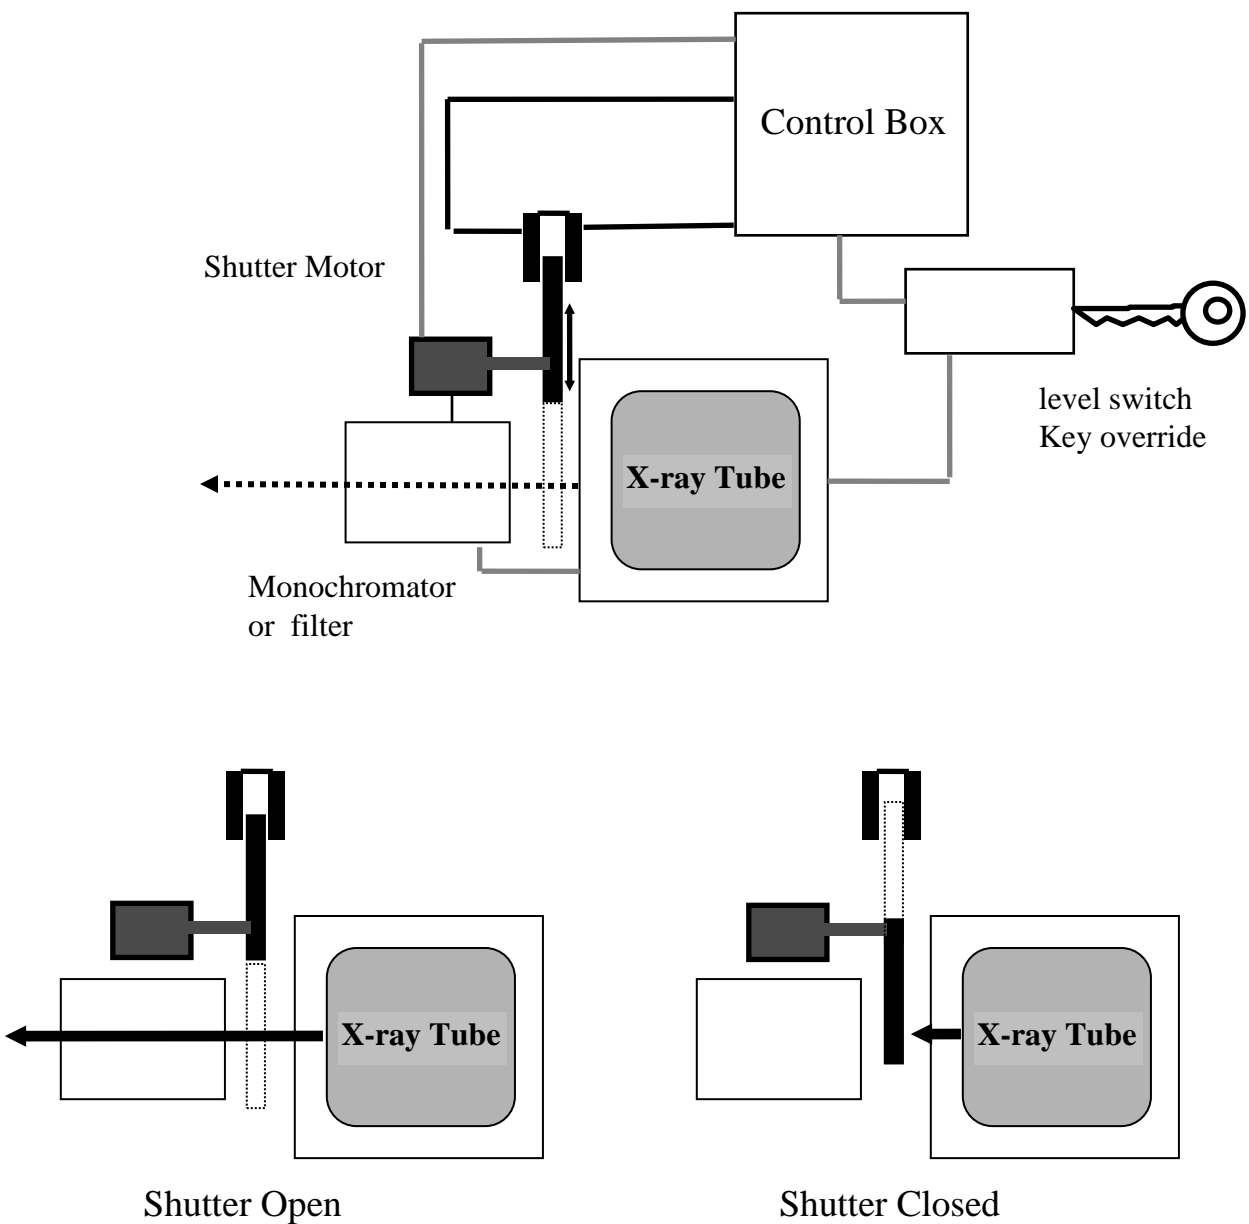 Control Box
Shutter Motor
level switch
Key override
X-ray Tube
Monochromator
or filter
X-ray Tube
X-ray Tube
Shutter Open
Shutter Closed